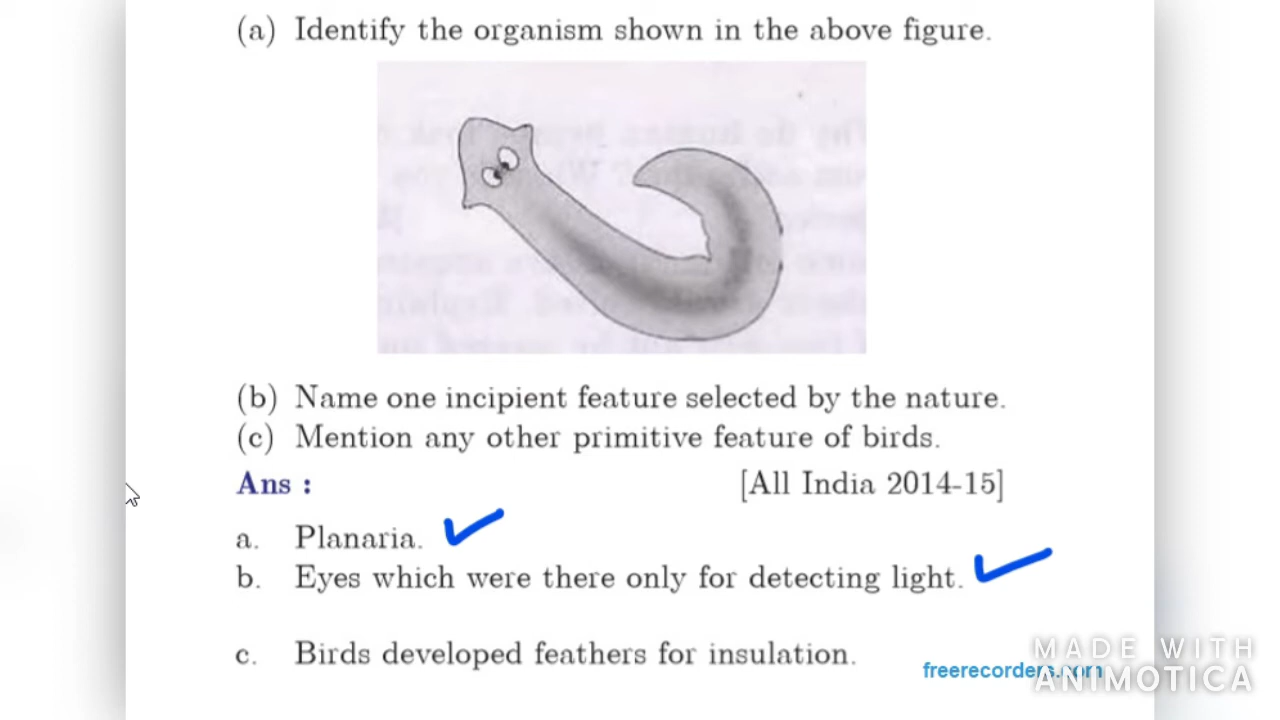 (a) Identify the organism shown in the above figure.
(b) Name one incipient feature selected by the nature.
(c) Mention any other primitive feature of birds.
Ans : [All India 2014-15]
a. Planaria.
b. Eyes which were there only for detecting light.
c. Birds developed feathers for insulation.
freerecorders.com
MADE WITH
ANIMOTICA